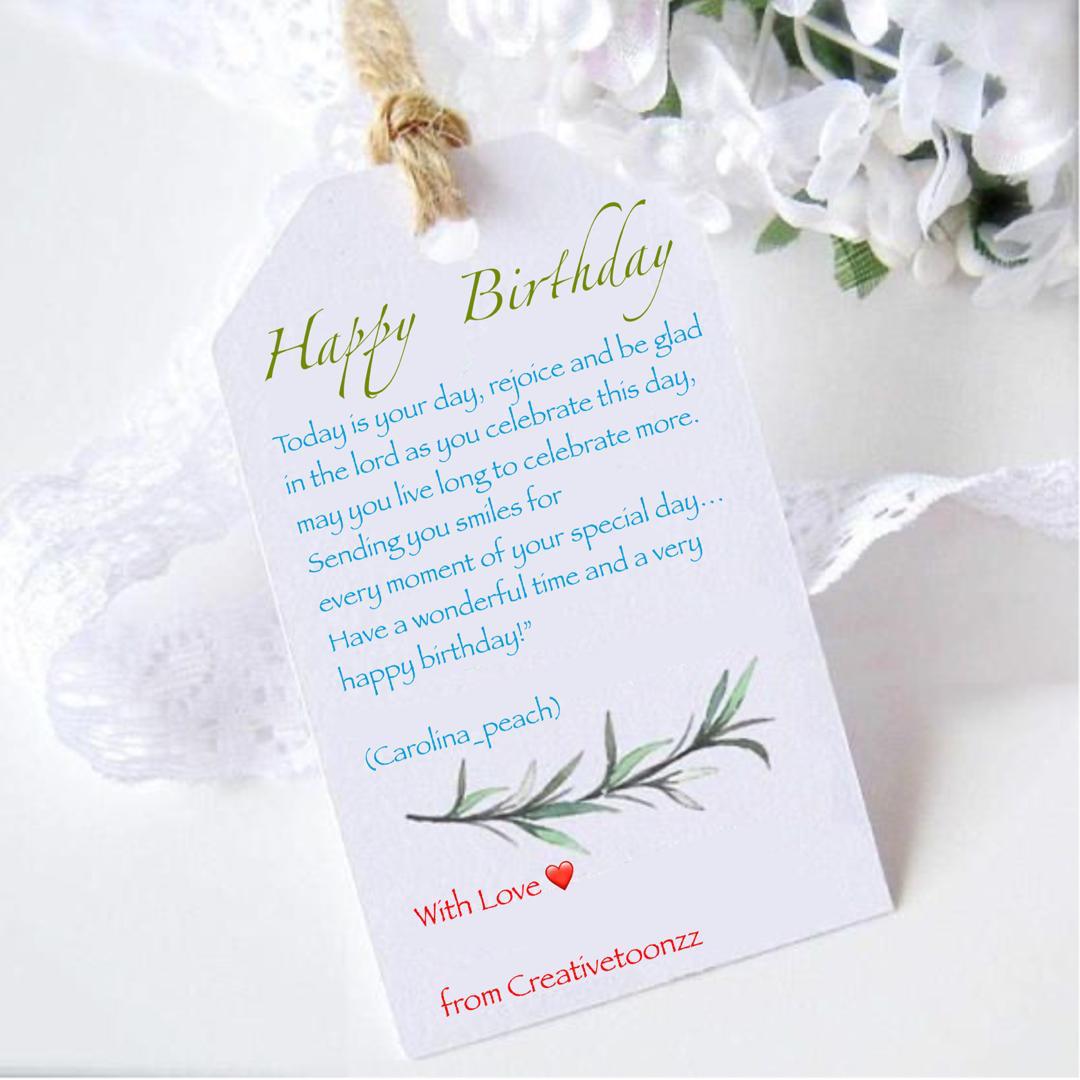 Happy Birthday
Today is your day, rejoice and be glad
in the lord as you celebrate this day,
may you live long to celebrate more.
Sending you smiles for
every moment of your special day…
Have a wonderful time and a very
happy birthday!”
(Carolina_peach)
With Love ❤️
from Creativetoonzz